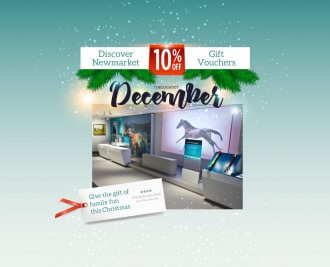 Discover
Newmarket
10%
OFF
Gift
Vouchers
THROUGHOUT
December
Give the gift of
family fun
this Christmas